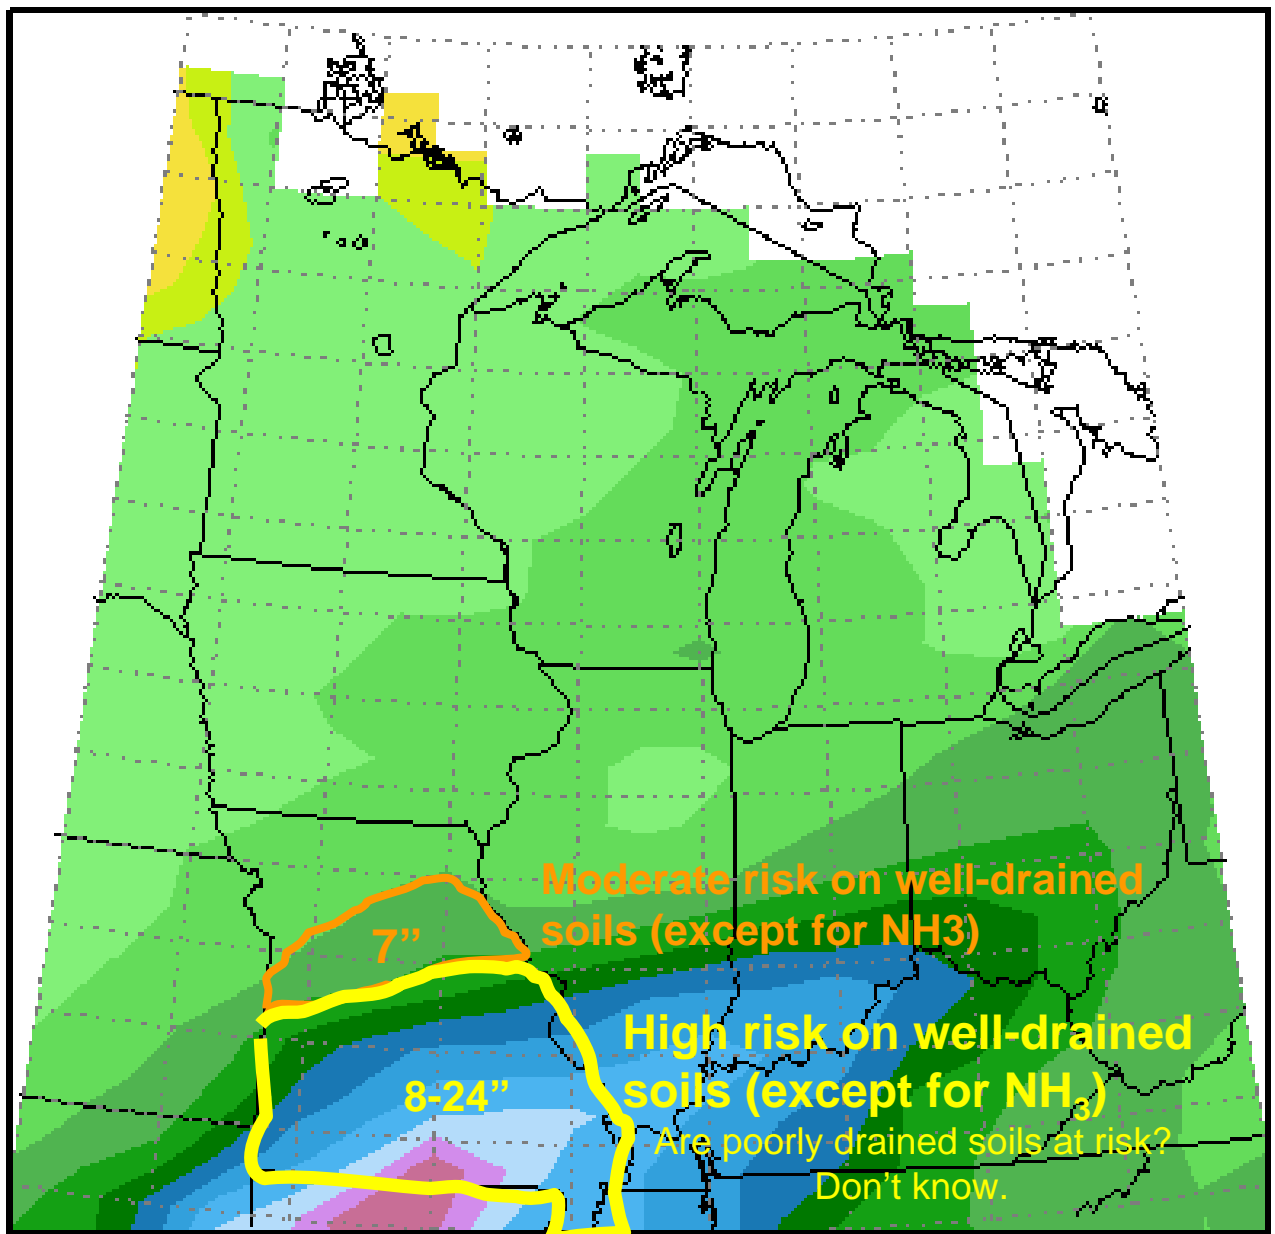 Moderate risk on well-drained
soils (except for NH3)
7”
High risk on well-drained
soils (except for NH₃)
8-24”
Are poorly drained soils at risk?
Don’t know.